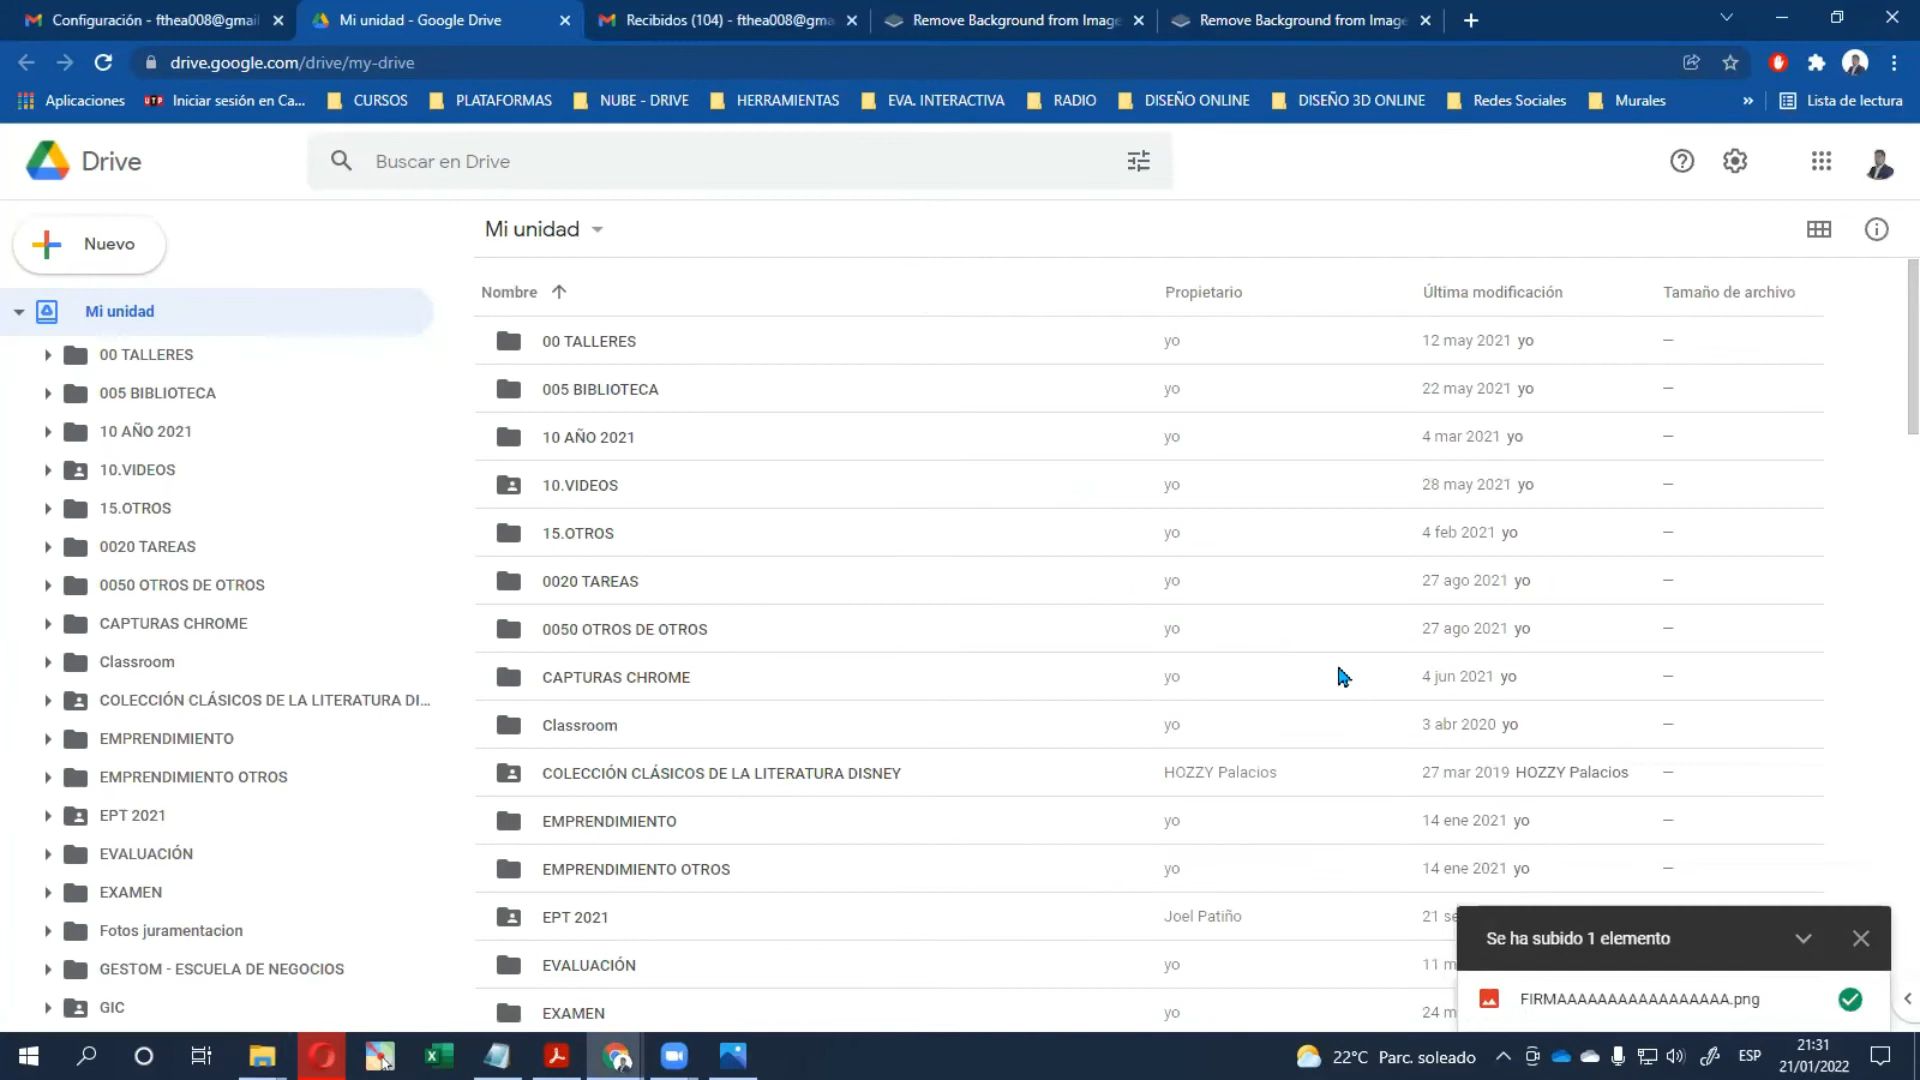 Configuración - fthea008@gmai
Mi unidad - Google Drive
Recibidos (104) - fthea008@gma
Remove Background from Image
Remove Background from Image
drive.google.com/drive/my-drive
Aplicaciones
UTP
Iniciar sesión en Ca...
CURSOS
PLATAFORMAS
NUBE - DRIVE
HERRAMIENTAS
EVA. INTERACTIVA
RADIO
DISEÑO ONLINE
DISEÑO 3D ONLINE
Redes Sociales
Murales
»
Lista de lectura
Drive
Buscar en Drive
Nuevo
Mi unidad
00 TALLERES
005 BIBLIOTECA
10 AÑO 2021
10.VIDEOS
15.OTROS
0020 TAREAS
0050 OTROS DE OTROS
CAPTURAS CHROME
Classroom
COLECCIÓN CLÁSICOS DE LA LITERATURA DI...
EMPRENDIMIENTO
EMPRENDIMIENTO OTROS
EPT 2021
EVALUACIÓN
EXAMEN
Fotos juramentacion
GESTOM - ESCUELA DE NEGOCIOS
GIC
Mi unidad
Nombre Propietario Última modificación Tamaño de archivo
00 TALLERES yo 12 may 2021 yo —
005 BIBLIOTECA yo 22 may 2021 yo —
10 AÑO 2021 yo 4 mar 2021 yo —
10.VIDEOS yo 28 may 2021 yo —
15.OTROS yo 4 feb 2021 yo —
0020 TAREAS yo 27 ago 2021 yo —
0050 OTROS DE OTROS yo 27 ago 2021 yo —
CAPTURAS CHROME yo 4 jun 2021 yo —
Classroom yo 3 abr 2020 yo —
COLECCIÓN CLÁSICOS DE LA LITERATURA DISNEY HOZZY Palacios 27 mar 2019 HOZZY Palacios —
EMPRENDIMIENTO yo 14 ene 2021 yo —
EMPRENDIMIENTO OTROS yo 14 ene 2021 yo —
EPT 2021 Joel Patiño 21 se
EVALUACIÓN yo 11 m
EXAMEN yo 24 m
Se ha subido 1 elemento
FIRMAAAAAAAAAAAAAAAAA.png
22°C Parc. soleado
ESP
21:31
21/01/2022